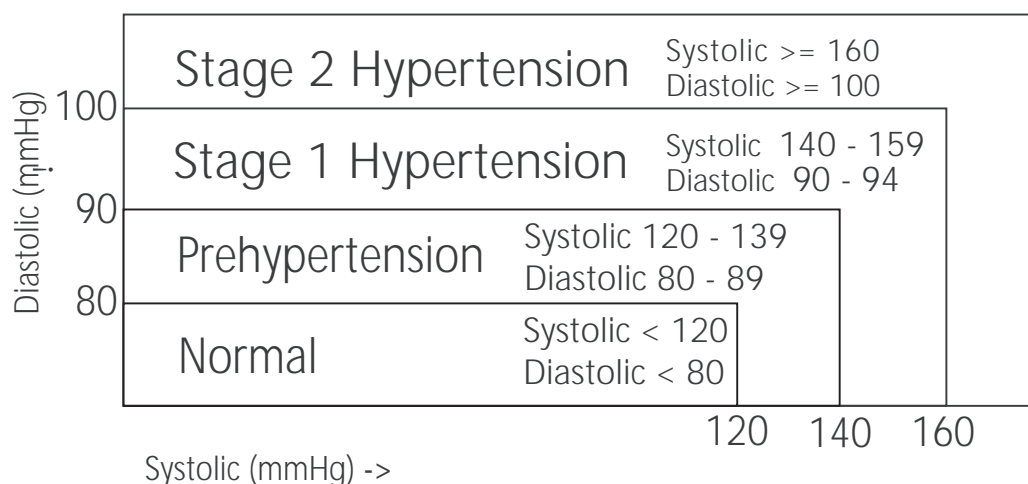 Stage 2 Hypertension
Systolic >= 160
Diastolic >= 100
100
Stage 1 Hypertension
Systolic 140 - 159
Diastolic 90 - 94
90
Prehypertension
Systolic 120 - 139
Diastolic 80 - 89
80
Normal
Systolic < 120
Diastolic < 80
Diastolic (mmHg)
120
140
160
Systolic (mmHg) ->